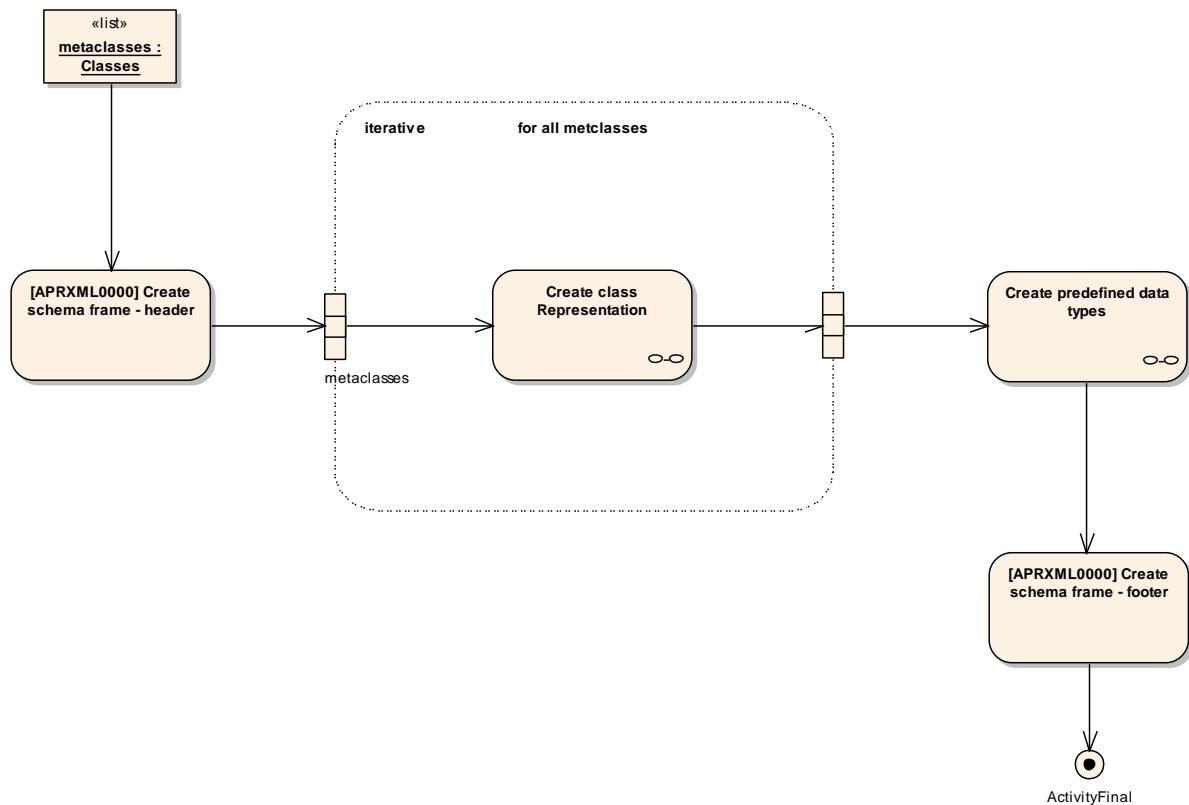 «list»
metaclasses :
Classes
iterative for all metclasses
[APRXML0000] Create
schema frame - header
Create class
Representation
Create predefined data
types
metaclasses
[APRXML0000] Create
schema frame - footer
ActivityFinal